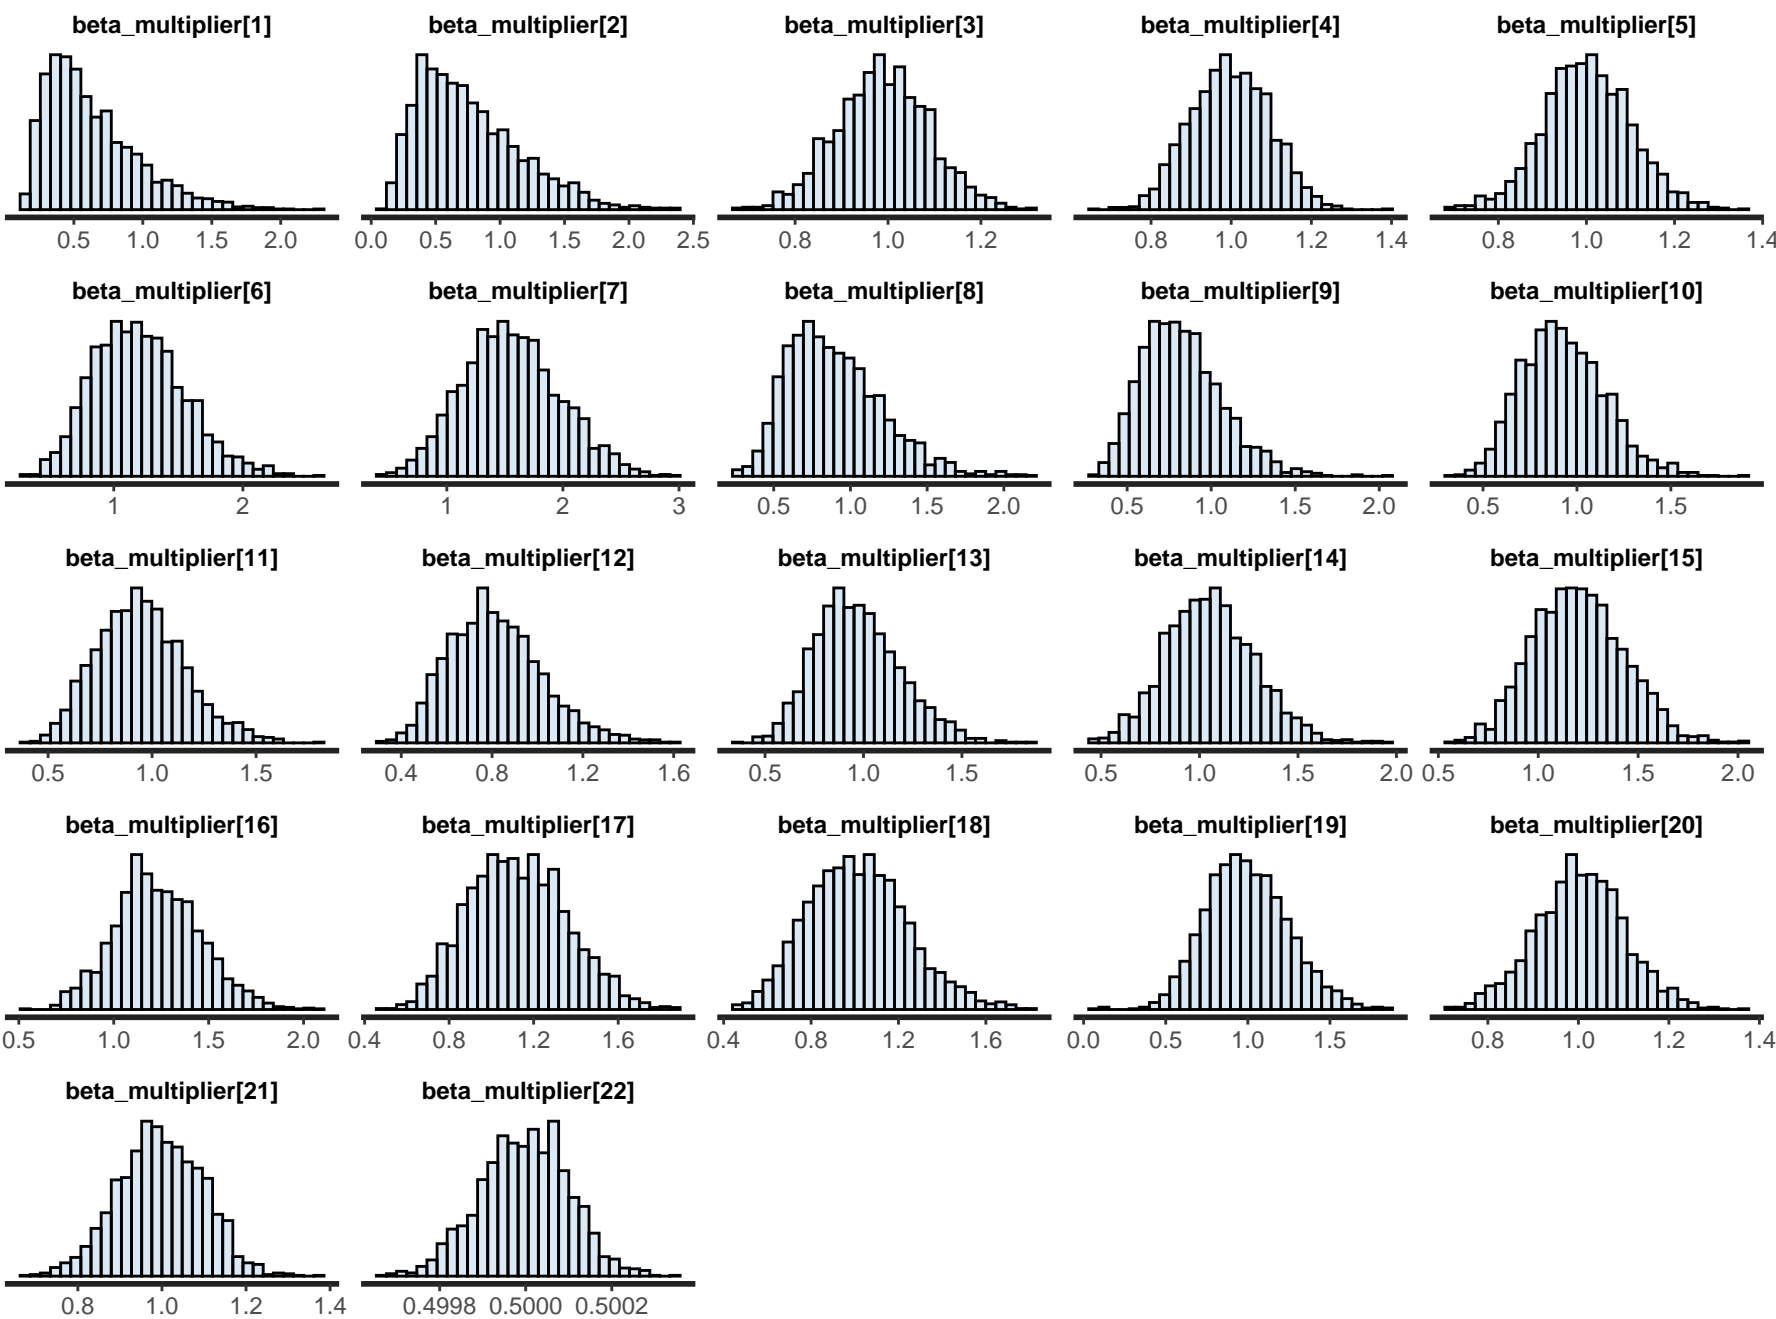 beta_multiplier[1] beta_multiplier[2] beta_multiplier[3] beta_multiplier[4] beta_multiplier[5]
0.5 1.0 1.5 2.0 0.0 0.5 1.0 1.5 2.0 2.5 0.8 1.0 1.2 0.8 1.0 1.2 1.4 0.8 1.0 1.2 1.4
beta_multiplier[6] beta_multiplier[7] beta_multiplier[8] beta_multiplier[9] beta_multiplier[10]
1 2 1 2 3 0.5 1.0 1.5 2.0 0.5 1.0 1.5 2.0 0.5 1.0 1.5
beta_multiplier[11] beta_multiplier[12] beta_multiplier[13] beta_multiplier[14] beta_multiplier[15]
0.5 1.0 1.5 0.4 0.8 1.2 1.6 0.5 1.0 1.5 0.5 1.0 1.5 2.0 0.5 1.0 1.5 2.0
beta_multiplier[16] beta_multiplier[17] beta_multiplier[18] beta_multiplier[19] beta_multiplier[20]
0.5 1.0 1.5 2.0 0.4 0.8 1.2 1.6 0.4 0.8 1.2 1.6 0.0 0.5 1.0 1.5 0.8 1.0 1.2 1.4
beta_multiplier[21] beta_multiplier[22]
0.8 1.0 1.2 1.4 0.4998 0.5000 0.5002